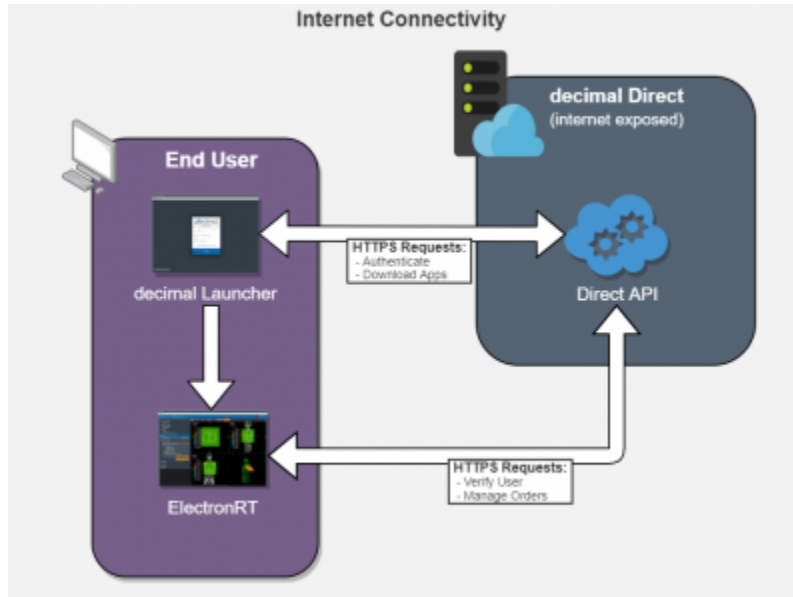 Internet Connectivity
decimal Direct
(internet exposed)
End User
HTTPS Requests:
- Authenticate
- Download Apps
decimal Launcher
Direct API
HTTPS Requests:
- Verify User
- Manage Orders
ElectronRT